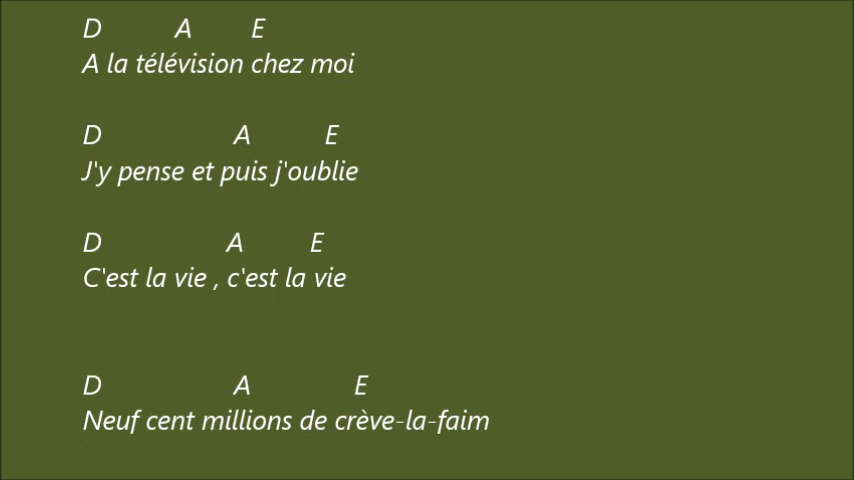 D A E
A la télévision chez moi
D A E
J'y pense et puis j'oublie
D A E
C'est la vie , c'est la vie
D A E
Neuf cent millions de crève-la-faim